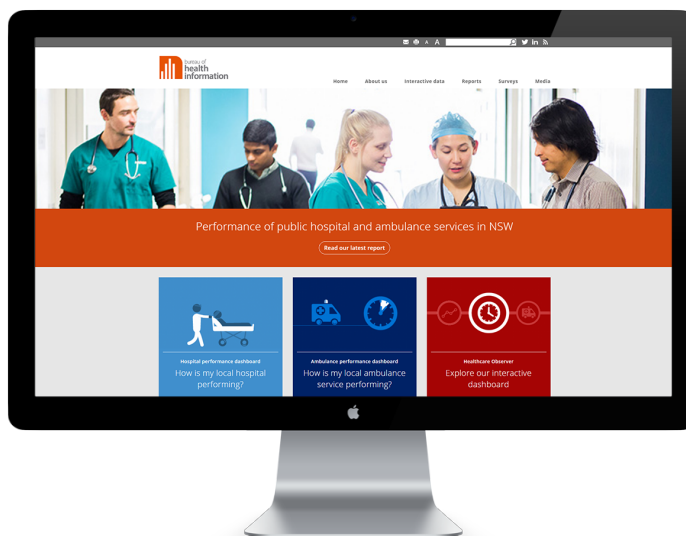 A A
bureau of
health
information
Home About us Interactive data Reports Surveys Media
Performance of public hospital and ambulance services in NSW
Read our latest report
Hospital performance dashboard
How is my local hospital
performing?
Ambulance performance dashboard
How is my local ambulance
service performing?
Healthcare Observer
Explore our interactive
dashboard